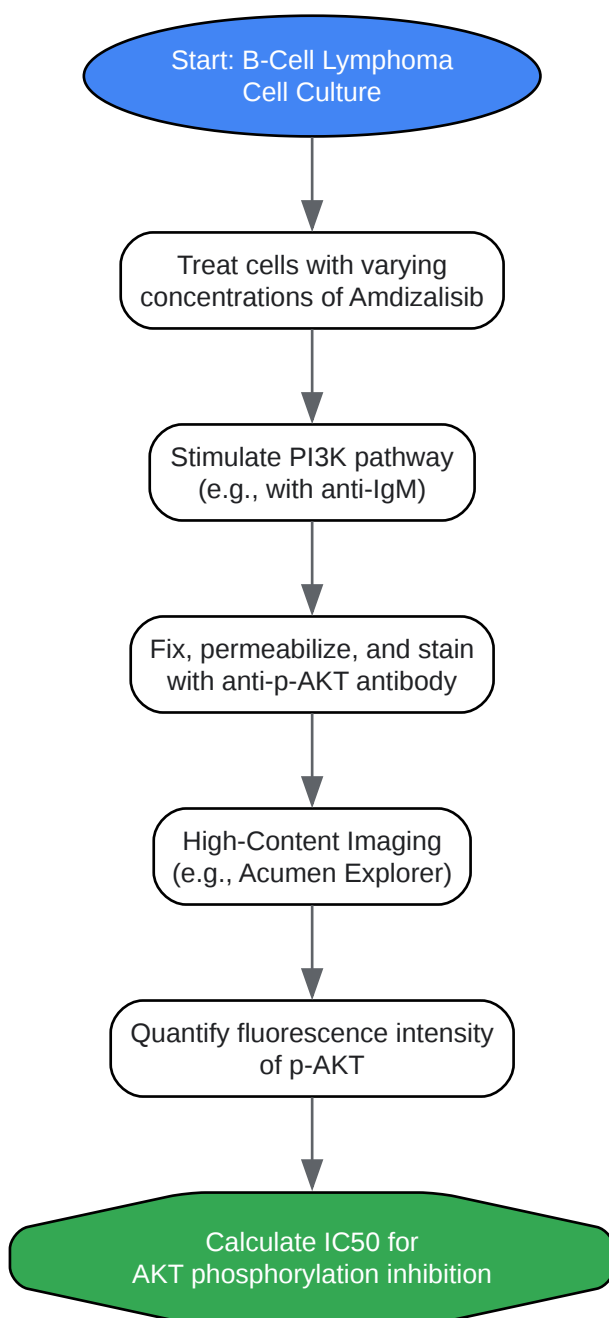 Start: B-Cell Lymphoma
Cell Culture
Treat cells with varying
concentrations of Amdizalisib
Stimulate PI3K pathway
(e.g., with anti-IgM)
Fix, permeabilize, and stain
with anti-p-AKT antibody
High-Content Imaging
(e.g., Acumen Explorer)
Quantify fluorescence intensity
of p-AKT
Calculate IC50 for
AKT phosphorylation inhibition